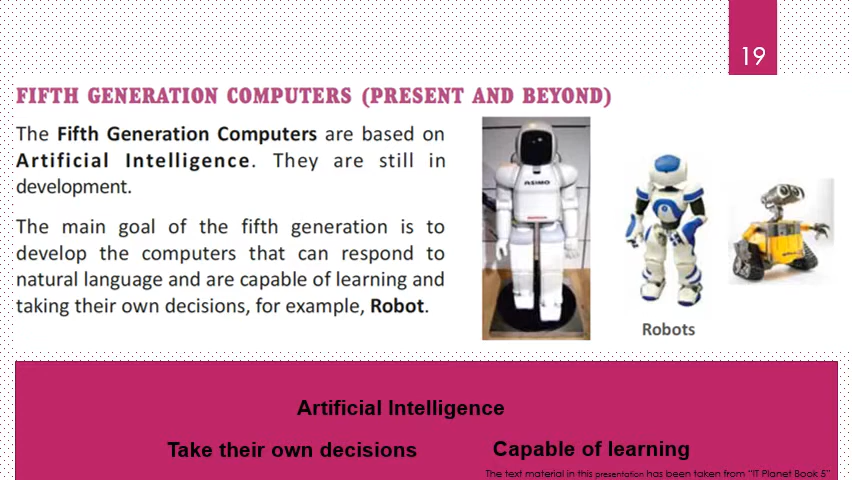 19
FIFTH GENERATION COMPUTERS (PRESENT AND BEYOND)
The Fifth Generation Computers are based on
Artificial Intelligence. They are still in
development.
The main goal of the fifth generation is to
develop the computers that can respond to
natural language and are capable of learning and
taking their own decisions, for example, Robot.
ASIMO
Robots
Artificial Intelligence
Take their own decisions
Capable of learning
The text material in this presentation has been taken from "IT Planet Book 5"